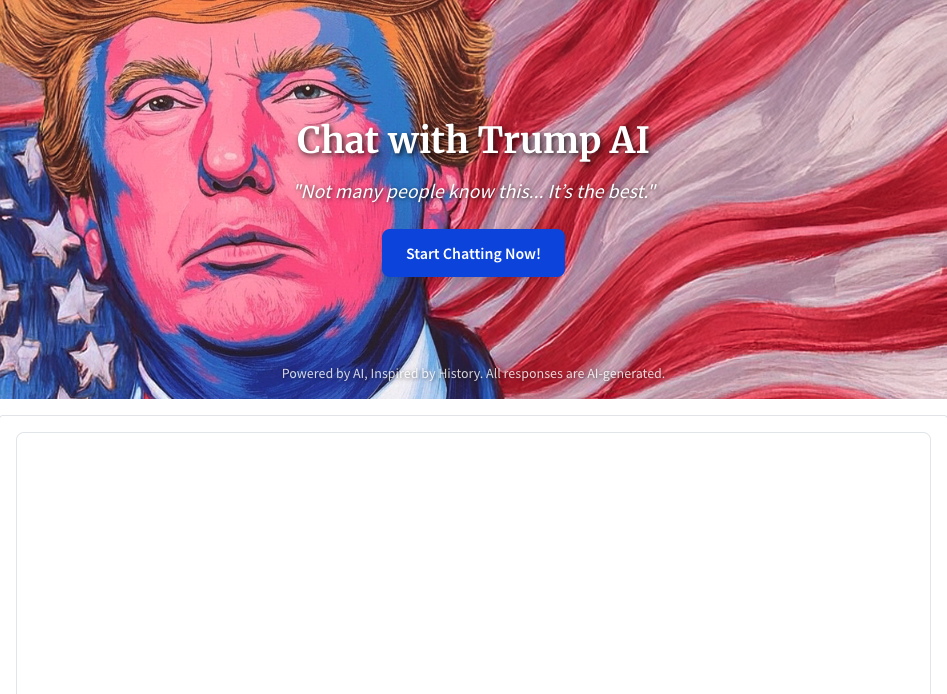 Chat with Trump AI
"Not many people know this... It’s the best."
Start Chatting Now!
Powered by AI, Inspired by History. All responses are AI-generated.